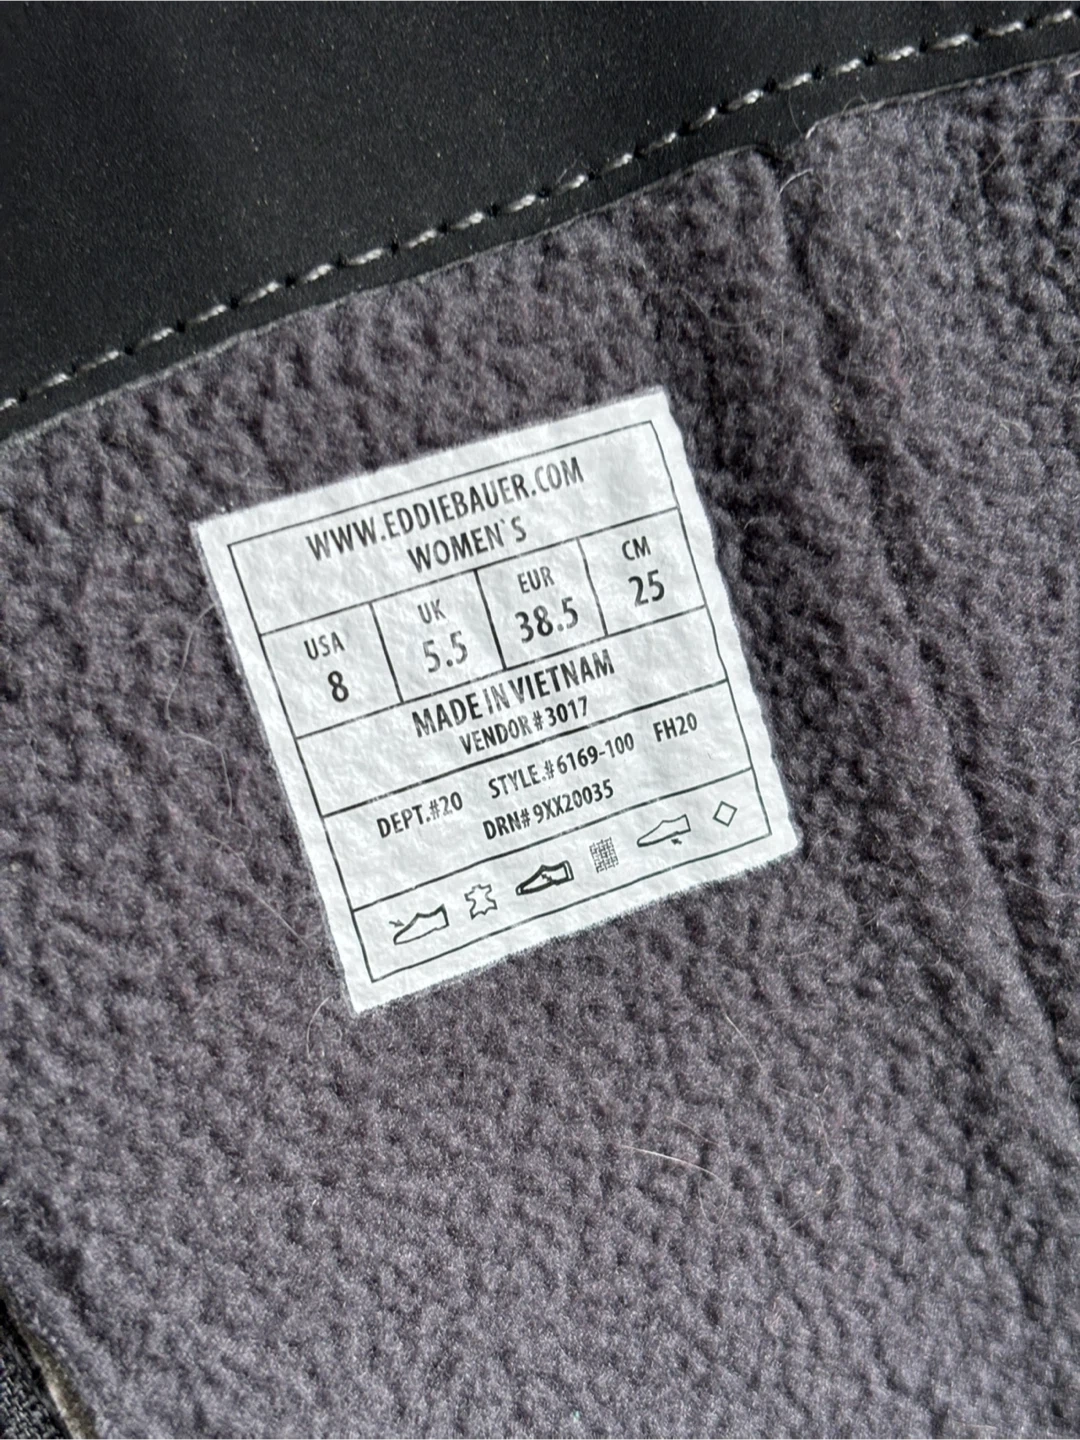 WWW.EDDIEBAUER.COM
WOMEN`S
USA UK EUR CM
8 5.5 38.5 25
MADE IN VIETNAM
VENDOR#3017
DEPT.#20 STYLE.#6169-100 FH20
DRN#9XX20035